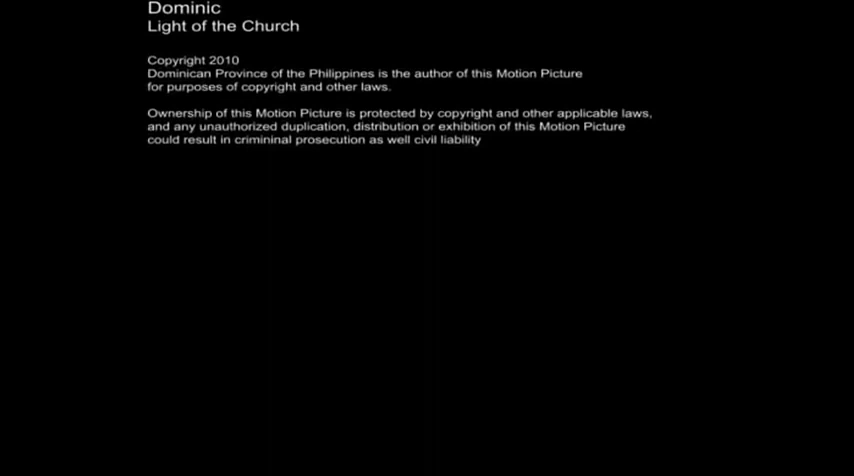 Dominic
Light of the Church
Copyright 2010
Dominican Province of the Philippines is the author of this Motion Picture
for purposes of copyright and other laws.
Ownership of this Motion Picture is protected by copyright and other applicable laws,
and any unauthorized duplication, distribution or exhibition of this Motion Picture
could result in crimininal prosecution as well civil liability